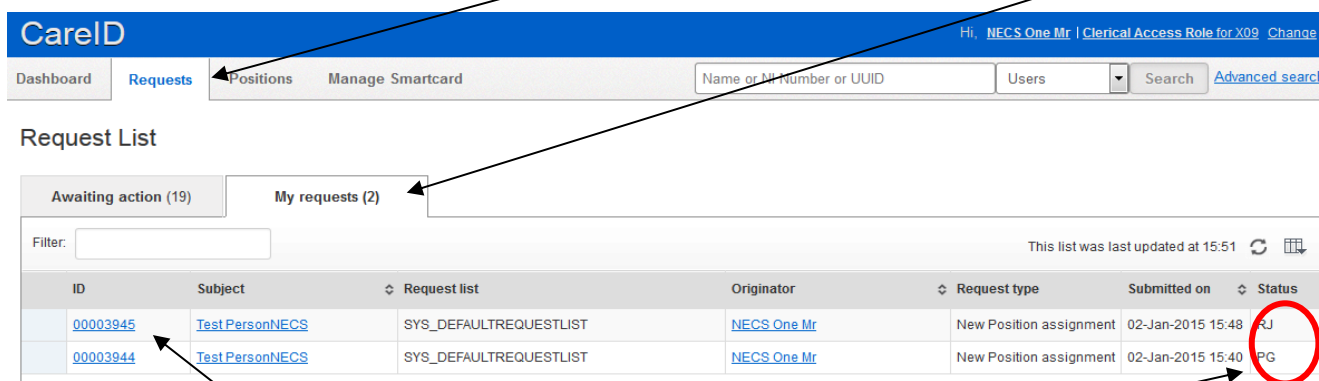 CareID
Hi, NECS One Mr | Clerical Access Role for X09 Change
Dashboard Requests Positions Manage Smartcard Name or NI Number or UUID Users Search Advanced search
Request List
Awaiting action (19) My requests (2)
Filter: This list was last updated at 15:51
ID Subject Request list Originator Request type Submitted on Status
00003945 Test PersonNECS SYS_DEFAULTREQUESTLIST NECS One Mr New Position assignment 02-Jan-2015 15:48 RJ
00003944 Test PersonNECS SYS_DEFAULTREQUESTLIST NECS One Mr New Position assignment 02-Jan-2015 15:40 PG